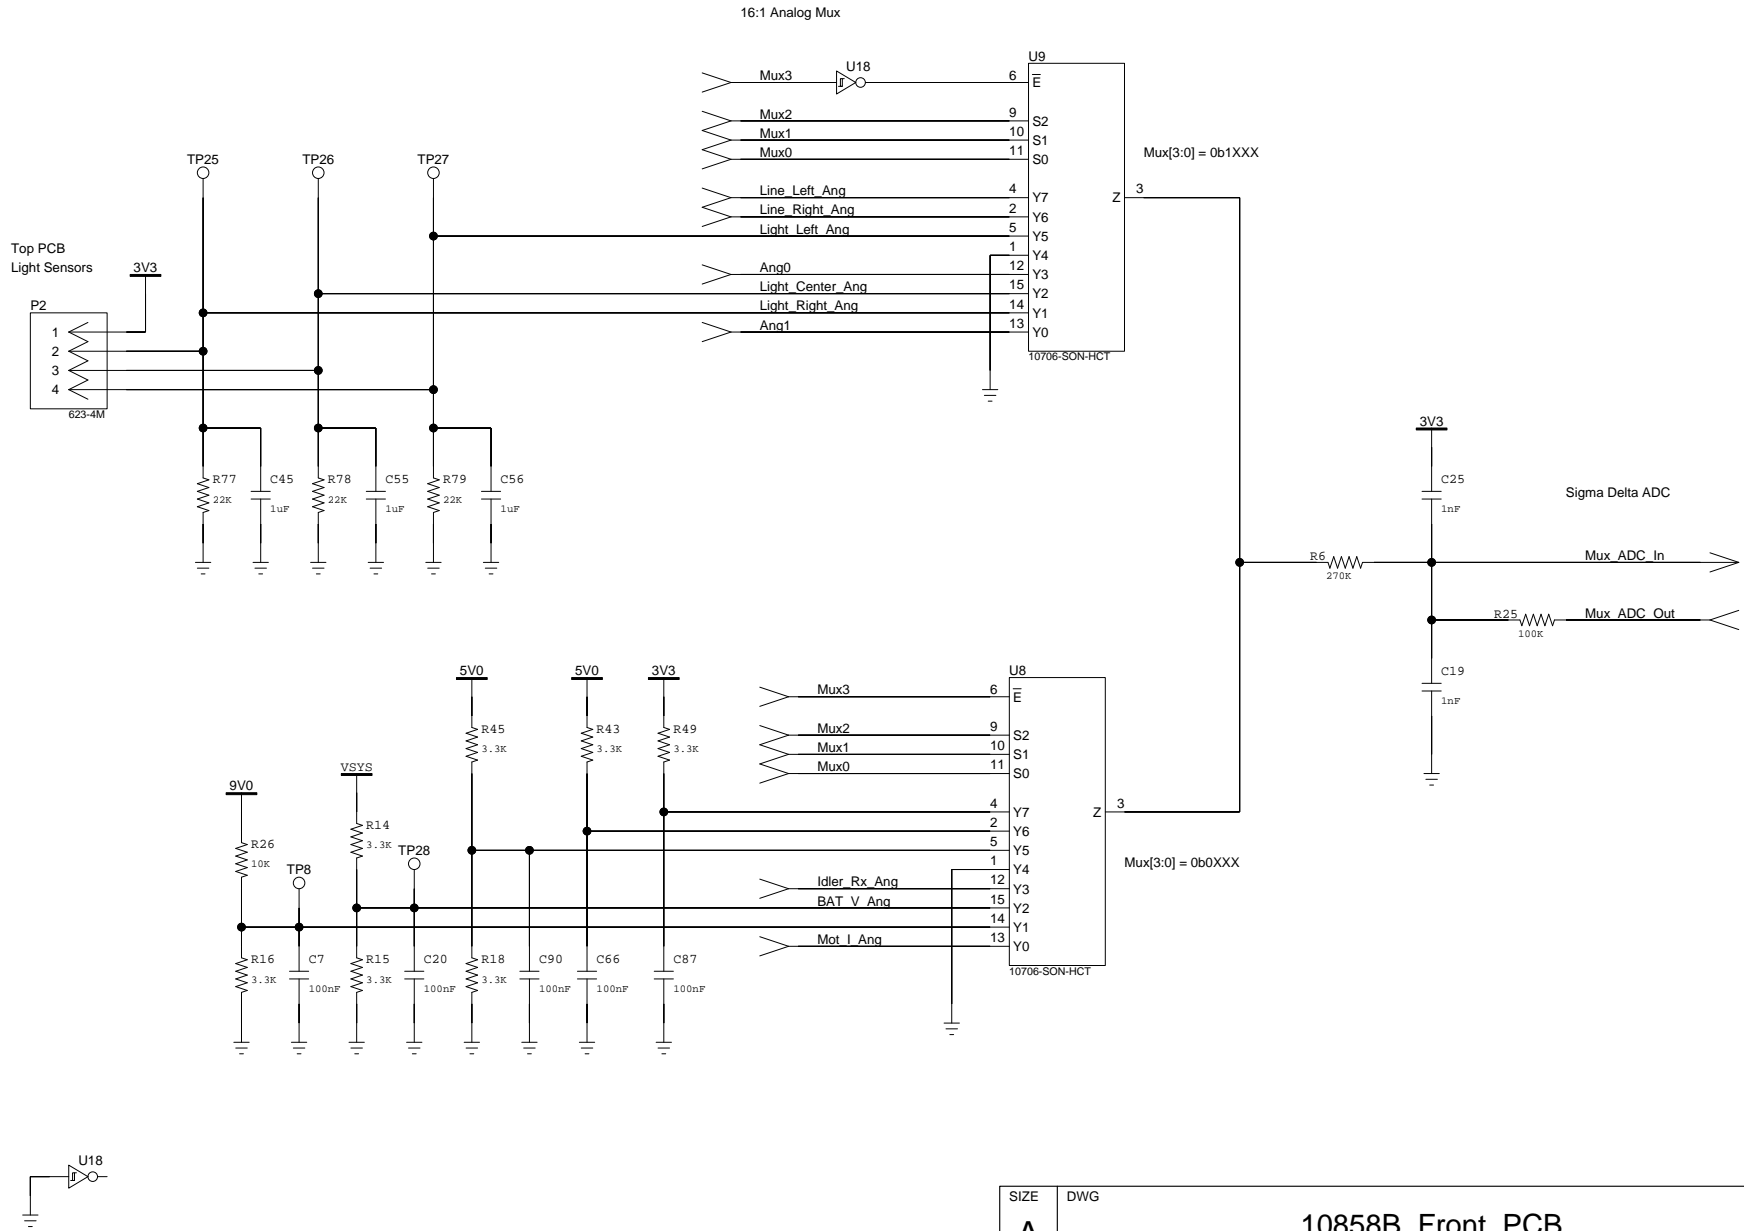 16:1 Analog Mux
U9
U18
Mux3
6
E
Mux2
9
S2
Mux1
10
S1
Mux0
11
S0
Mux[3:0] = 0b1XXX
TP25
TP26
TP27
Line_Left_Ang
4
Y7
Z
3
Line_Right_Ang
2
Y6
Light_Left_Ang
5
Y5
1
Y4
Top PCB
Light Sensors
3V3
Ang0
12
Y3
Light_Center_Ang
15
Y2
Light_Right_Ang
14
Y1
Ang1
13
Y0
10706-SON-HCT
P2
1
2
3
4
623-4M
R77
22K
C45
1uF
R78
22K
C55
1uF
R79
22K
C56
1uF
3V3
C25
1nF
Sigma Delta ADC
R6
270K
Mux_ADC_In
R25
100K
Mux_ADC_Out
C19
1nF
5V0
5V0
3V3
U8
Mux3
6
E
R45
3.3K
R43
3.3K
R49
3.3K
Mux2
9
S2
Mux1
10
S1
Mux0
11
S0
VSYS
9V0
4
Y7
Z
3
R14
3.3K
2
Y6
R26
10K
TP28
5
Y5
TP8
1
Y4
Mux[3:0] = 0b0XXX
Idler_Rx_Ang
12
Y3
BAT_V_Ang
15
Y2
14
Y1
Mot_I_Ang
13
Y0
10706-SON-HCT
R16
3.3K
C7
100nF
R15
3.3K
C20
100nF
R18
3.3K
C90
100nF
C66
100nF
C87
100nF
U18
SIZE
DWG
A
10858B_Front_PCB